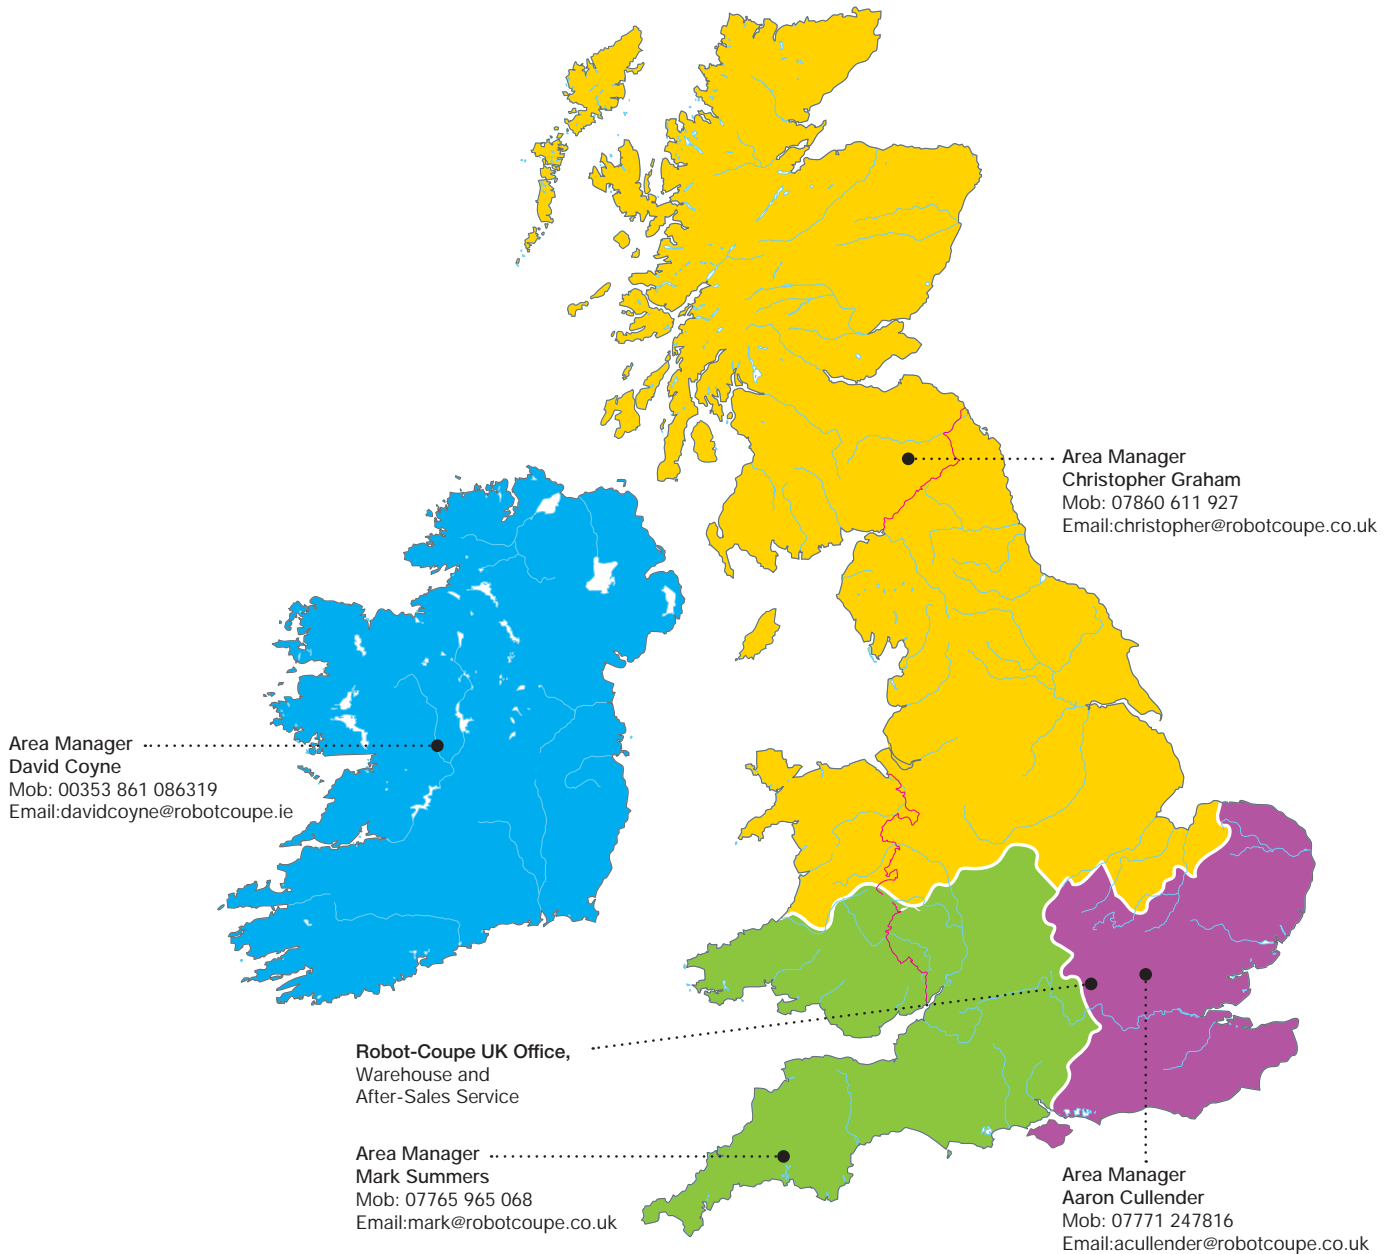 Area Manager
Christopher Graham
Mob: 07860 611 927
Email:christopher@robotcoupe.co.uk
Area Manager
David Coyne
Mob: 00353 861 086319
Email:davidcoyne@robotcoupe.ie
Robot-Coupe UK Office,
Warehouse and
After-Sales Service
Area Manager
Mark Summers
Mob: 07765 965 068
Email:mark@robotcoupe.co.uk
Area Manager
Aaron Cullender
Mob: 07771 247816
Email:acullender@robotcoupe.co.uk